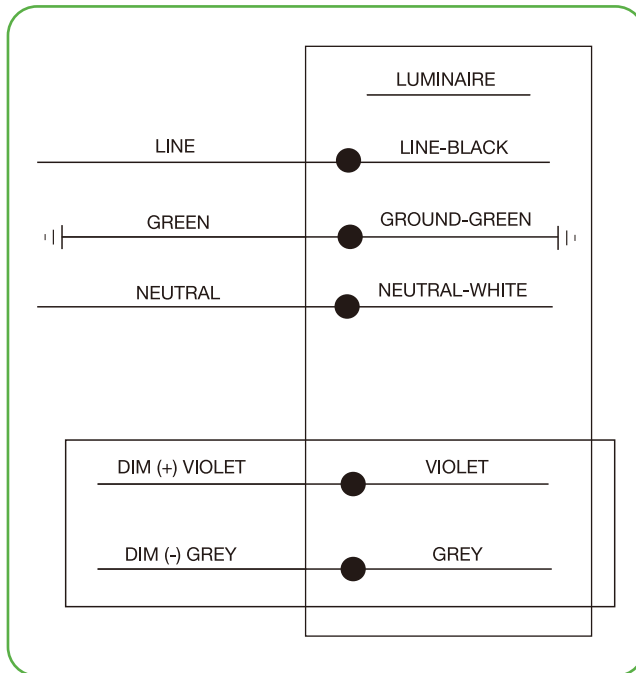 LUMINAIRE
LINE LINE-BLACK
GREEN GROUND-GREEN
NEUTRAL NEUTRAL-WHITE
DIM (+) VIOLET VIOLET
DIM (-) GREY GREY